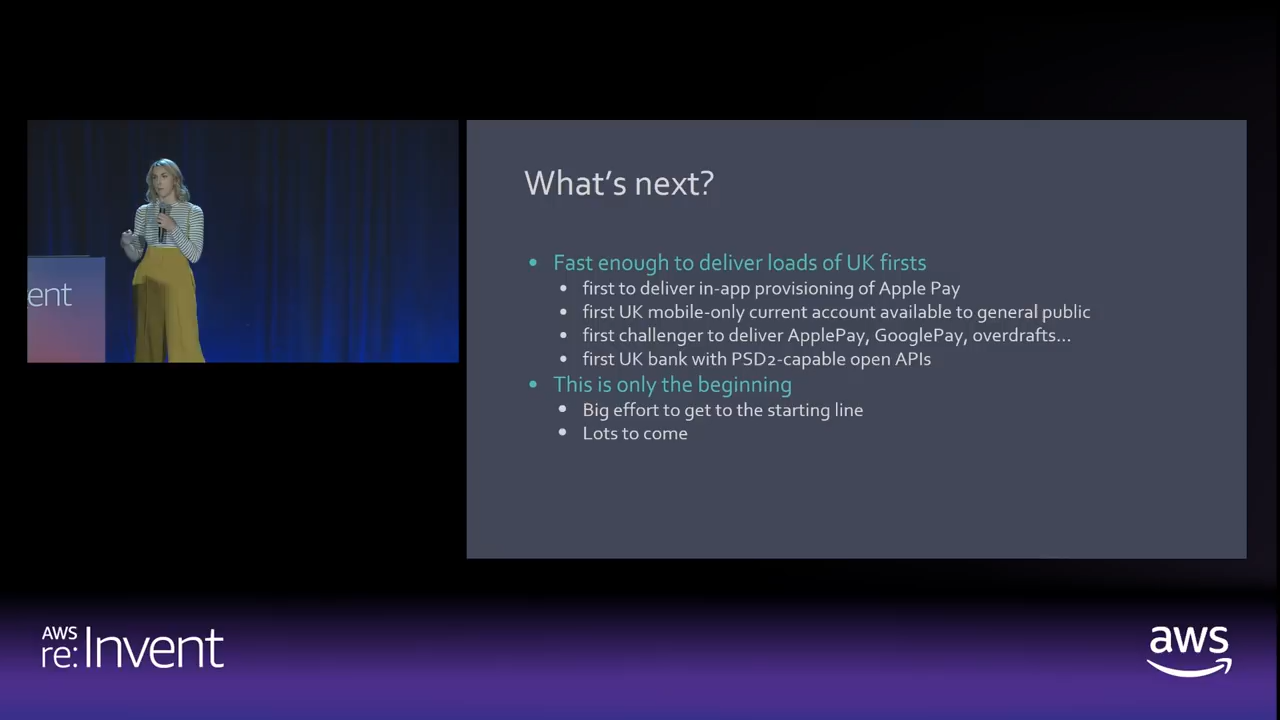 What's next?
Fast enough to deliver loads of UK firsts
first to deliver in-app provisioning of Apple Pay
first UK mobile-only current account available to general public
first challenger to deliver ApplePay, GooglePay, overdrafts...
first UK bank with PSD2-capable open APIs
This is only the beginning
Big effort to get to the starting line
Lots to come
ent
AWS
re:Invent
aws